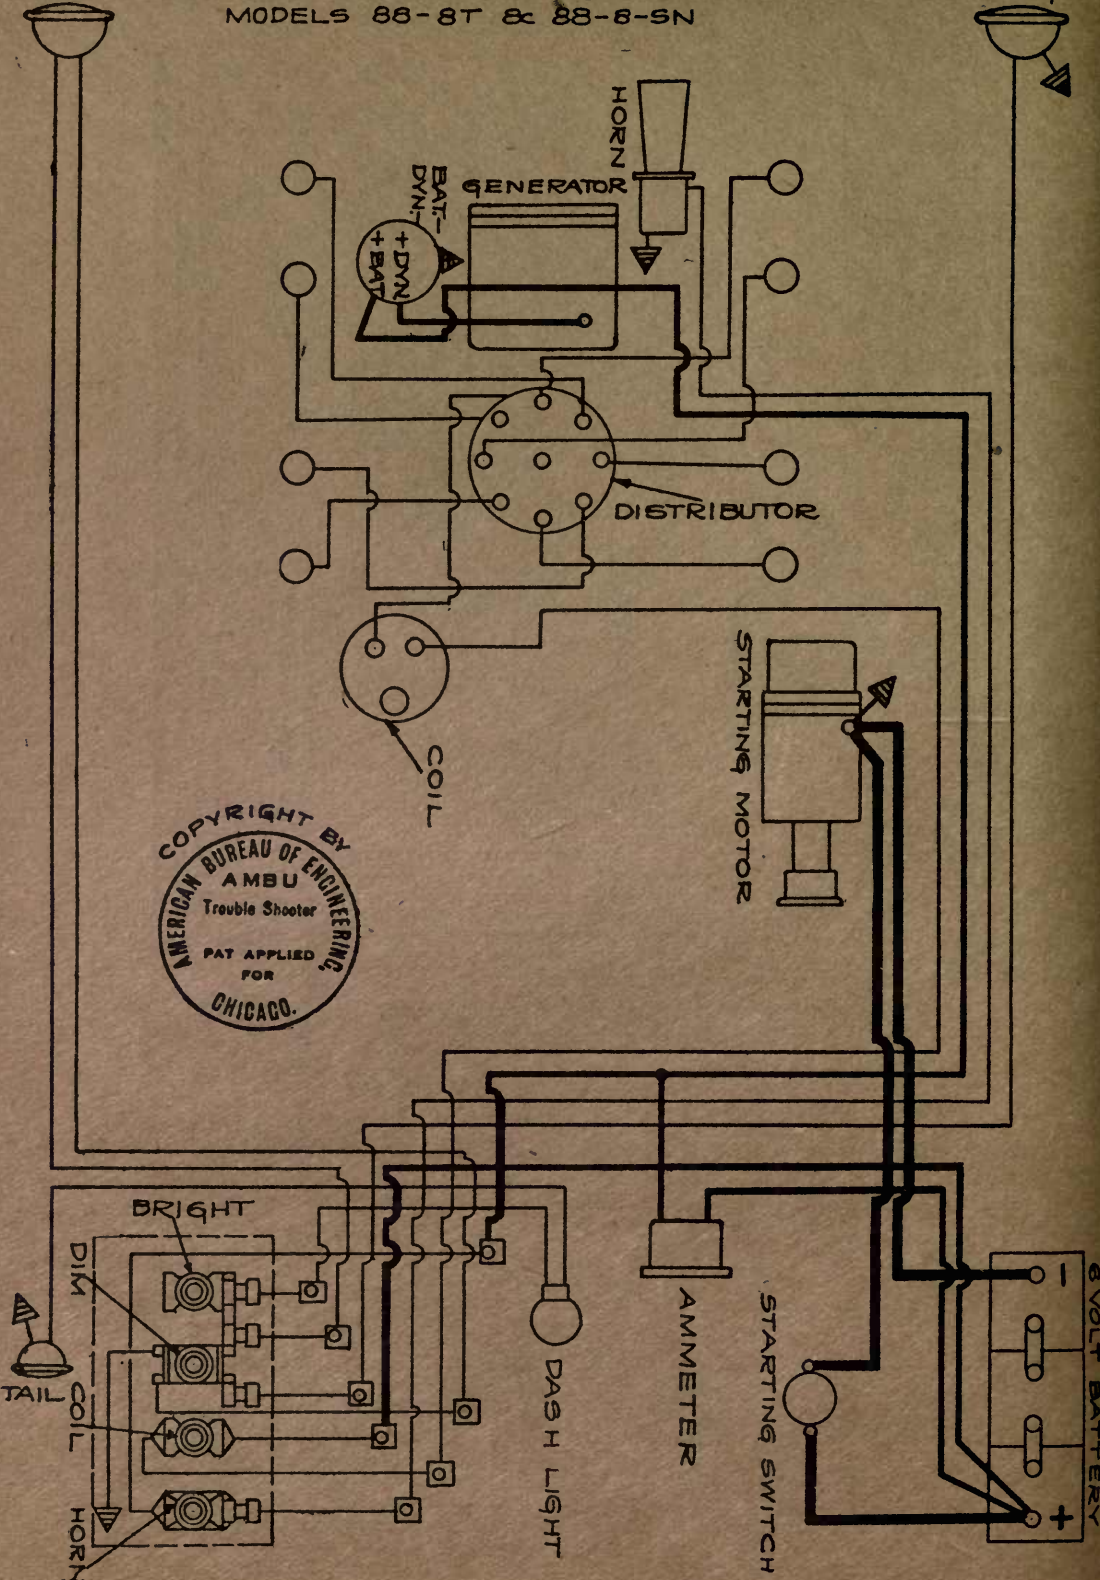 MODELS 88-8T & 88-8-SN
HORN
GENERATOR
BAT.-
DYN.-
+DYN
+BAT
DISTRIBUTOR
STARTING MOTOR
COIL
COPYRIGHT BY
AMERICAN BUREAU OF ENGINEERING,
AMBU
Trouble Shooter
PAT APPLIED
FOR
CHICAGO.
BRIGHT
DIM
TAIL
COIL
HORN
DASH LIGHT
AMMETER
STARTING SWITCH
6 VOLT BATTERY
-
+